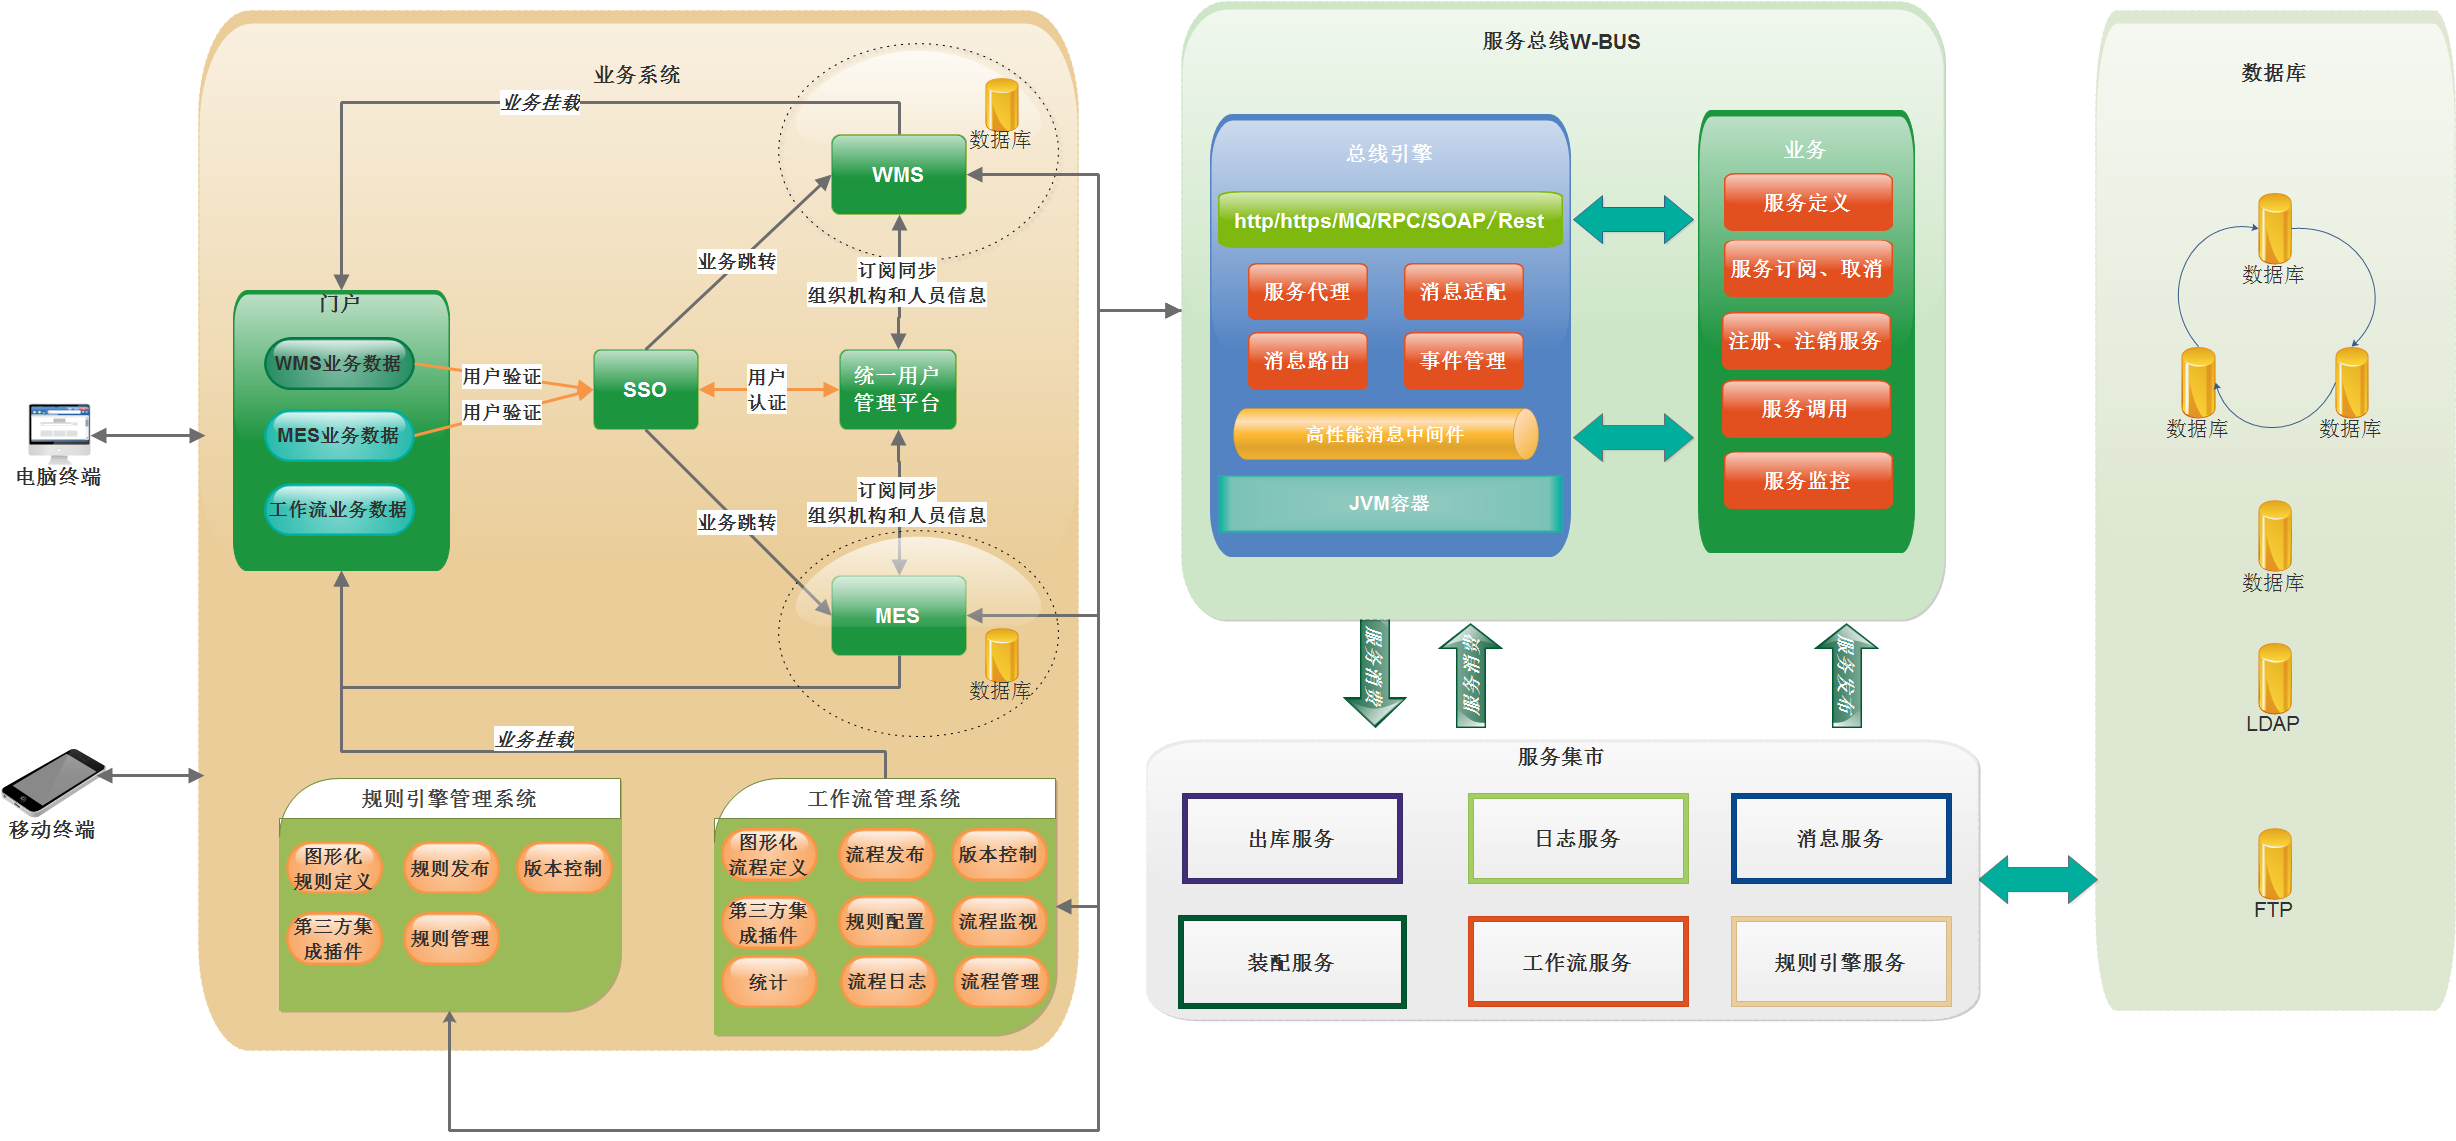 业务系统
业务挂载
数据库
WMS
门户
WMS业务数据
MES业务数据
工作流业务数据
用户验证
用户验证
SSO
业务跳转
业务跳转
用户
认证
统一用户
管理平台
订阅同步
组织机构和人员信息
订阅同步
组织机构和人员信息
MES
数据库
业务挂载
电脑终端
移动终端
规则引擎管理系统
图形化
规则定义
规则发布
版本控制
第三方集
成插件
规则管理
工作流管理系统
图形化
流程定义
流程发布
版本控制
第三方集
成插件
规则配置
流程监视
统计
流程日志
流程管理
服务总线W-BUS
总线引擎
http/https/MQ/RPC/SOAP/Rest
服务代理
消息适配
消息路由
事件管理
高性能消息中间件
JVM容器
业务
服务定义
服务订阅、取消
注册、注销服务
服务调用
服务监控
服务消费
服务消费
服务发布
服务集市
出库服务
日志服务
消息服务
装配服务
工作流服务
规则引擎服务
数据库
数据库
数据库
数据库
数据库
LDAP
FTP